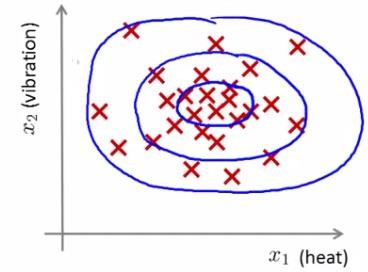 x₂ (vibration)
x₁ (heat)